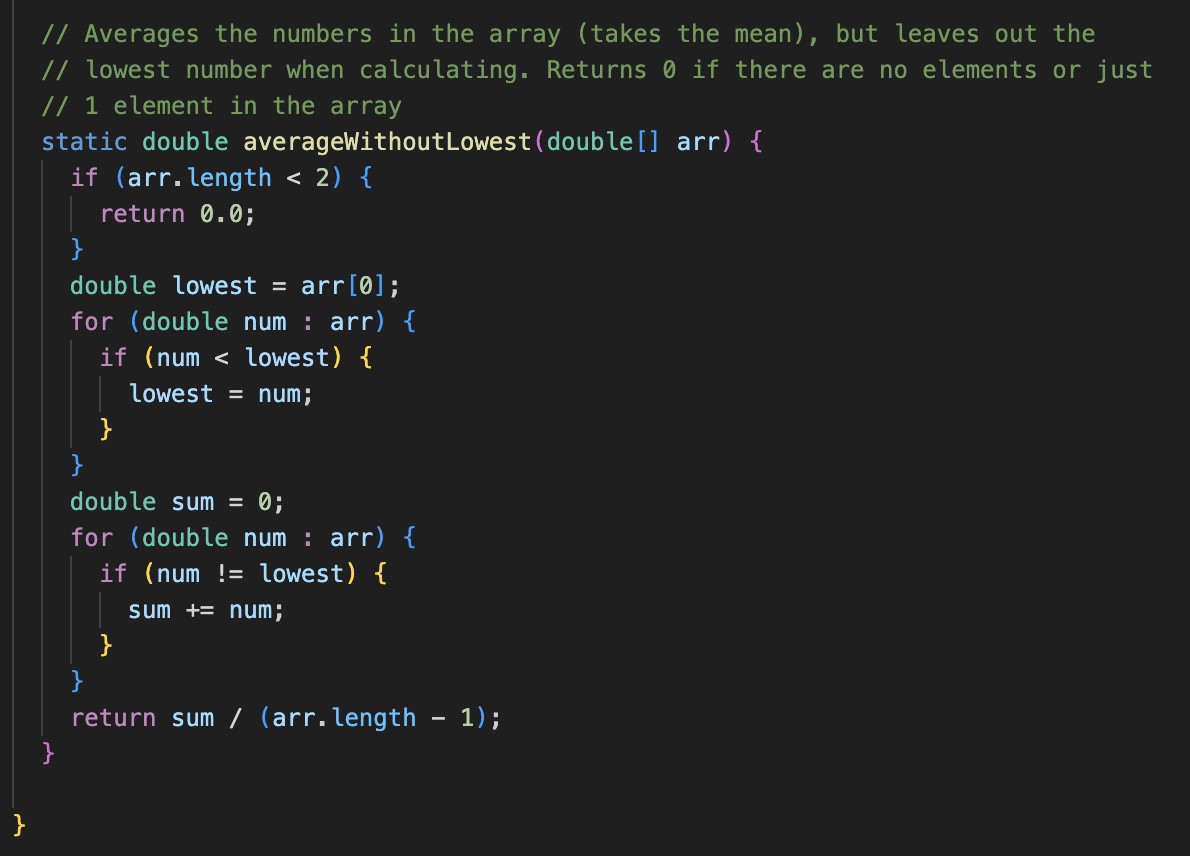 // Averages the numbers in the array (takes the mean), but leaves out the
// lowest number when calculating. Returns 0 if there are no elements or just
// 1 element in the array
static double averageWithoutLowest(double[] arr) {
  if (arr.length < 2) {
    return 0.0;
  }
  double lowest = arr[0];
  for (double num : arr) {
    if (num < lowest) {
      lowest = num;
    }
  }
  double sum = 0;
  for (double num : arr) {
    if (num != lowest) {
      sum += num;
    }
  }
  return sum / (arr.length - 1);
}
}